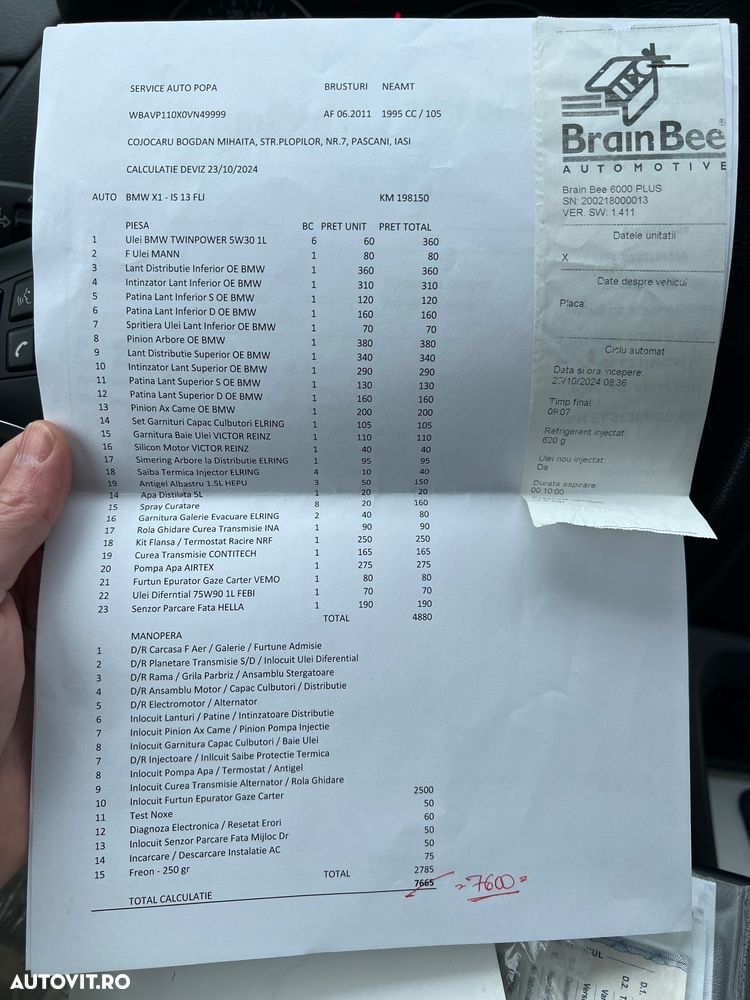 SERVICE AUTO POPA BRUSTURI NEAMT
WBAVP110X0VN49999 AF 06.2011 1995 CC / 105
COJOCARU BOGDAN MIHAITA, STR.PLOPILOR, NR.7, PASCANI, IASI
CALCULATIE DEVIZ 23/10/2024
AUTO BMW X1 - IS 13 FLI KM 198150
PIESA BC PRET UNIT PRET TOTAL
1 Ulei BMW TWINPOWER 5W30 1L 6 60 360
2 F Ulei MANN 1 80 80
3 Lant Distributie Inferior OE BMW 1 360 360
4 Intinzator Lant Inferior OE BMW 1 310 310
5 Patina Lant Inferior S OE BMW 1 120 120
6 Patina Lant Inferior D OE BMW 1 160 160
7 Spritiera Ulei Lant Inferior OE BMW 1 70 70
8 Pinion Arbore OE BMW 1 380 380
9 Lant Distributie Superior OE BMW 1 340 340
10 Intinzator Lant Superior OE BMW 1 290 290
11 Patina Lant Superior S OE BMW 1 130 130
12 Patina Lant Superior D OE BMW 1 160 160
13 Pinion Ax Came OE BMW 1 200 200
14 Set Garnituri Capac Culbutori ELRING 1 105 105
15 Garnitura Baie Ulei VICTOR REINZ 1 110 110
16 Silicon Motor VICTOR REINZ 1 40 40
17 Simering Arbore la Distributie ELRING 1 95 95
18 Saiba Termica Injector ELRING 4 10 40
19 Antigel Albastru 1.5L HEPU 3 50 150
14 Apa Distilata 5L 1 20 20
15 Spray Curatare 8 20 160
16 Garnitura Galerie Evacuare ELRING 2 40 80
17 Rola Ghidare Curea Transmisie INA 1 90 90
18 Kit Flansa / Termostat Racire NRF 1 250 250
19 Curea Transmisie CONTITECH 1 165 165
20 Pompa Apa AIRTEX 1 275 275
21 Furtun Epurator Gaze Carter VEMO 1 80 80
22 Ulei Diferntial 75W90 1L FEBI 1 70 70
23 Senzor Parcare Fata HELLA 1 190 190
TOTAL 4880
MANOPERA
1 D/R Carcasa F Aer / Galerie / Furtune Admisie
2 D/R Planetare Transmisie S/D / Inlocuit Ulei Diferential
3 D/R Rama / Grila Parbriz / Ansamblu Stergatoare
4 D/R Ansamblu Motor / Capac Culbutori / Distributie
5 D/R Electromotor / Alternator
6 Inlocuit Lanturi / Patine / Intinzatoare Distributie
7 Inlocuit Pinion Ax Came / Pinion Pompa Injectie
8 Inlocuit Garnitura Capac Culbutori / Baie Ulei
7 D/R Injectoare / Inllcuit Saibe Protectie Termica
8 Inlocuit Pompa Apa / Termostat / Antigel
9 Inlocuit Curea Transmisie Alternator / Rola Ghidare
10 Inlocuit Furtun Epurator Gaze Carter 2500
11 Test Noxe 50
12 Diagnoza Electronica / Resetat Erori 60
13 Inlocuit Senzor Parcare Fata Mijloc Dr 50
14 Incarcare / Descarcare Instalatie AC 50
15 Freon - 250 gr 75
TOTAL 2785
TOTAL CALCULATIE 7665
"7600"
BrainBee®
AUTOMOTIVE
Brain Bee 6000 PLUS
SN: 200218000013
VER. SW: 1.411
Datele unitatii
X
Date despre vehicul
Placa:
Ciclu automat
Data si ora incepere:
/10/2024 08:36
Timp final:
09:07
Refrigerent injectat:
620 g
Ulei nou injectat:
Da
Durata aspirare
00:10:00
D.1.
D.2.
AUTOVIT.RO